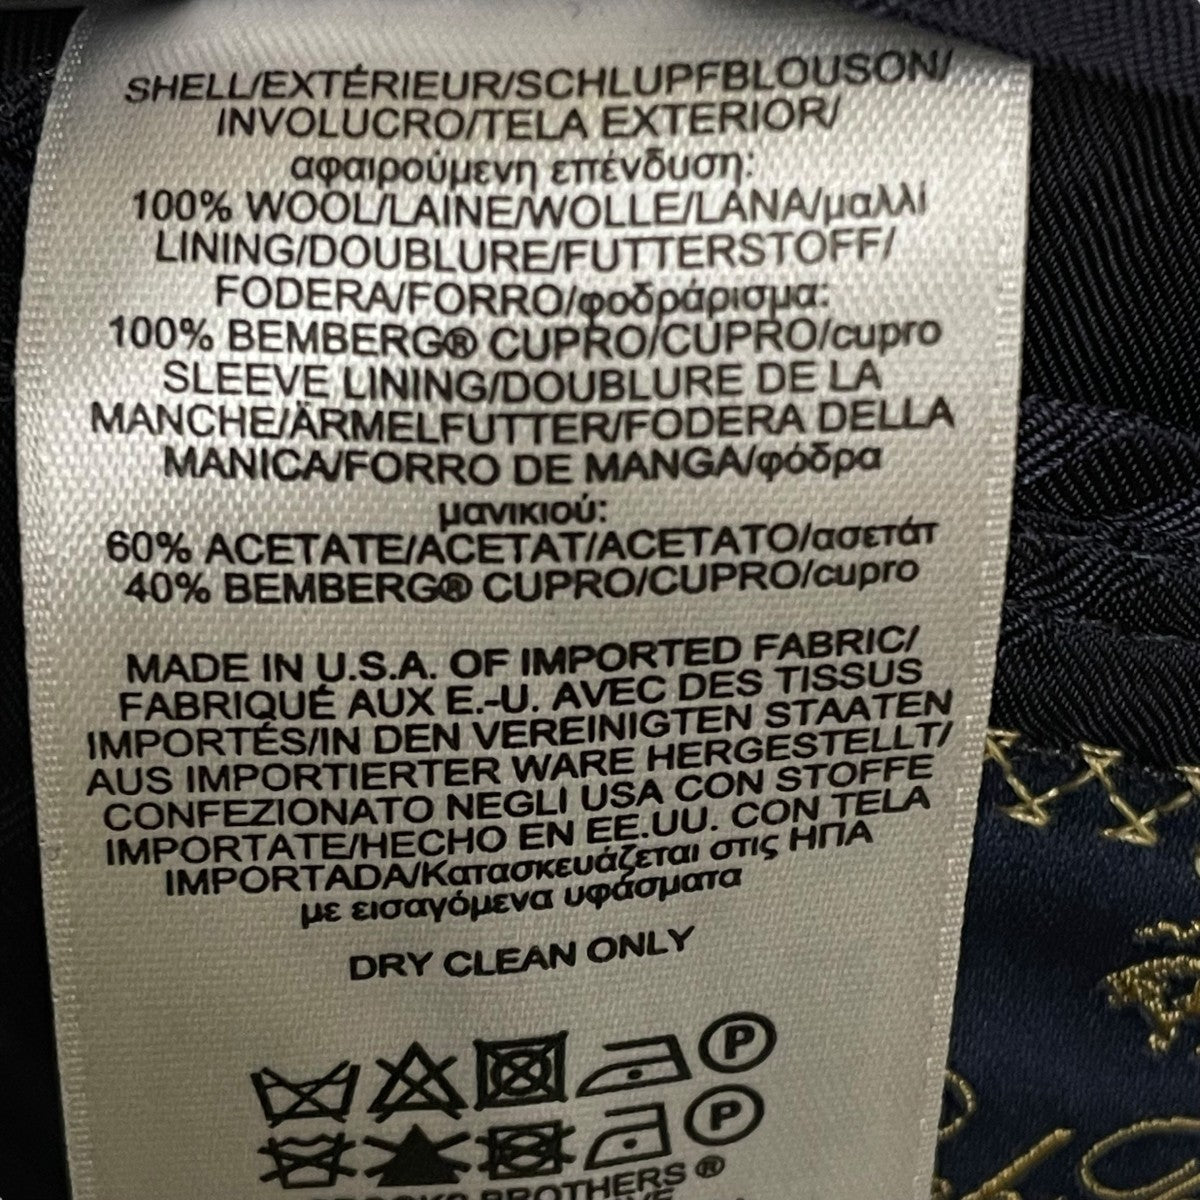 SHELL/EXTÉRIEUR/SCHLUPFBLOUSON/
INVOLUCRO/TELA EXTERIOR/
αφαιρούμενη επένδυση:
100% WOOL/LAINE/WOLLE/LANA/μαλλί
LINING/DOUBLURE/FUTTERSTOFF/
FODERA/FORRO/φοδράρισμα:
100% BEMBERG® CUPRO/CUPRO/cupro
SLEEVE LINING/DOUBLURE DE LA
MANCHE/ÄRMELFUTTER/FODERA DELLA
MANICA/FORRO DE MANGA/φόδρα
μανικιού:
60% ACETATE/ACETAT/ACETATO/ασετάτ
40% BEMBERG® CUPRO/CUPRO/cupro
MADE IN U.S.A. OF IMPORTED FABRIC/
FABRIQUÉ AUX E.-U. AVEC DES TISSUS
IMPORTÉS/IN DEN VEREINIGTEN STAATEN
AUS IMPORTIERTER WARE HERGESTELLT/
CONFEZIONATO NEGLI USA CON STOFFE
IMPORTATE/HECHO EN EE.UU. CON TELA
IMPORTADA/Κατασκευάζεται στις ΗΠΑ
με εισαγόμενα υφάσματα
DRY CLEAN ONLY
P
P
BROTHERS ®